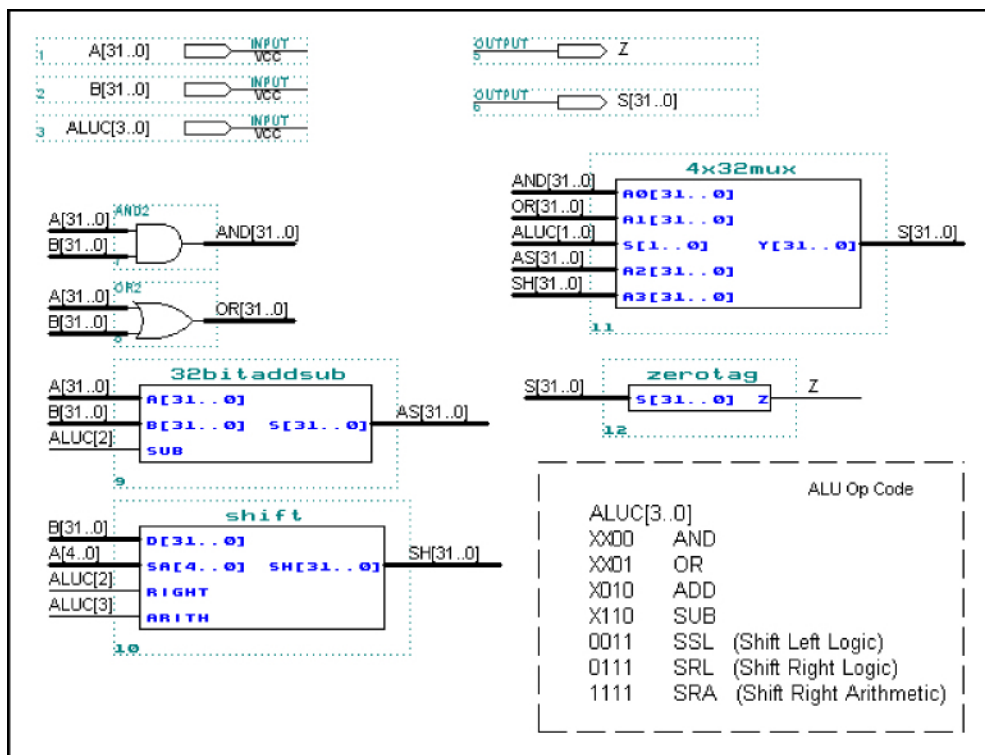 INPUT
VCC
1 A[31..0]
INPUT
VCC
2 B[31..0]
INPUT
VCC
3 ALUC[3..0]
OUTPUT
5 Z
OUTPUT
6 S[31..0]
AND2
A[31..0]
B[31..0]
AND[31..0]
OR2
A[31..0]
B[31..0]
OR[31..0]
8
32bitaddsub
A[31..0] A[31..0]
B[31..0] B[31..0] S[31..0] AS[31..0]
ALUC[2] SUB
9
shift
B[31..0] D[31..0]
A[4..0] SA[4..0] SH[31..0] SH[31..0]
ALUC[2] RIGHT
ALUC[3] ARITH
10
4x32mux
AND[31..0] A0[31..0]
OR[31..0] A1[31..0]
ALUC[1..0] S[1..0] Y[31..0] S[31..0]
AS[31..0] A2[31..0]
SH[31..0] A3[31..0]
11
zerotag
S[31..0] S[31..0] Z Z
12
ALU Op Code
ALUC[3..0]
XX00 AND
XX01 OR
X010 ADD
X110 SUB
0011 SSL (Shift Left Logic)
0111 SRL (Shift Right Logic)
1111 SRA (Shift Right Arithmetic)